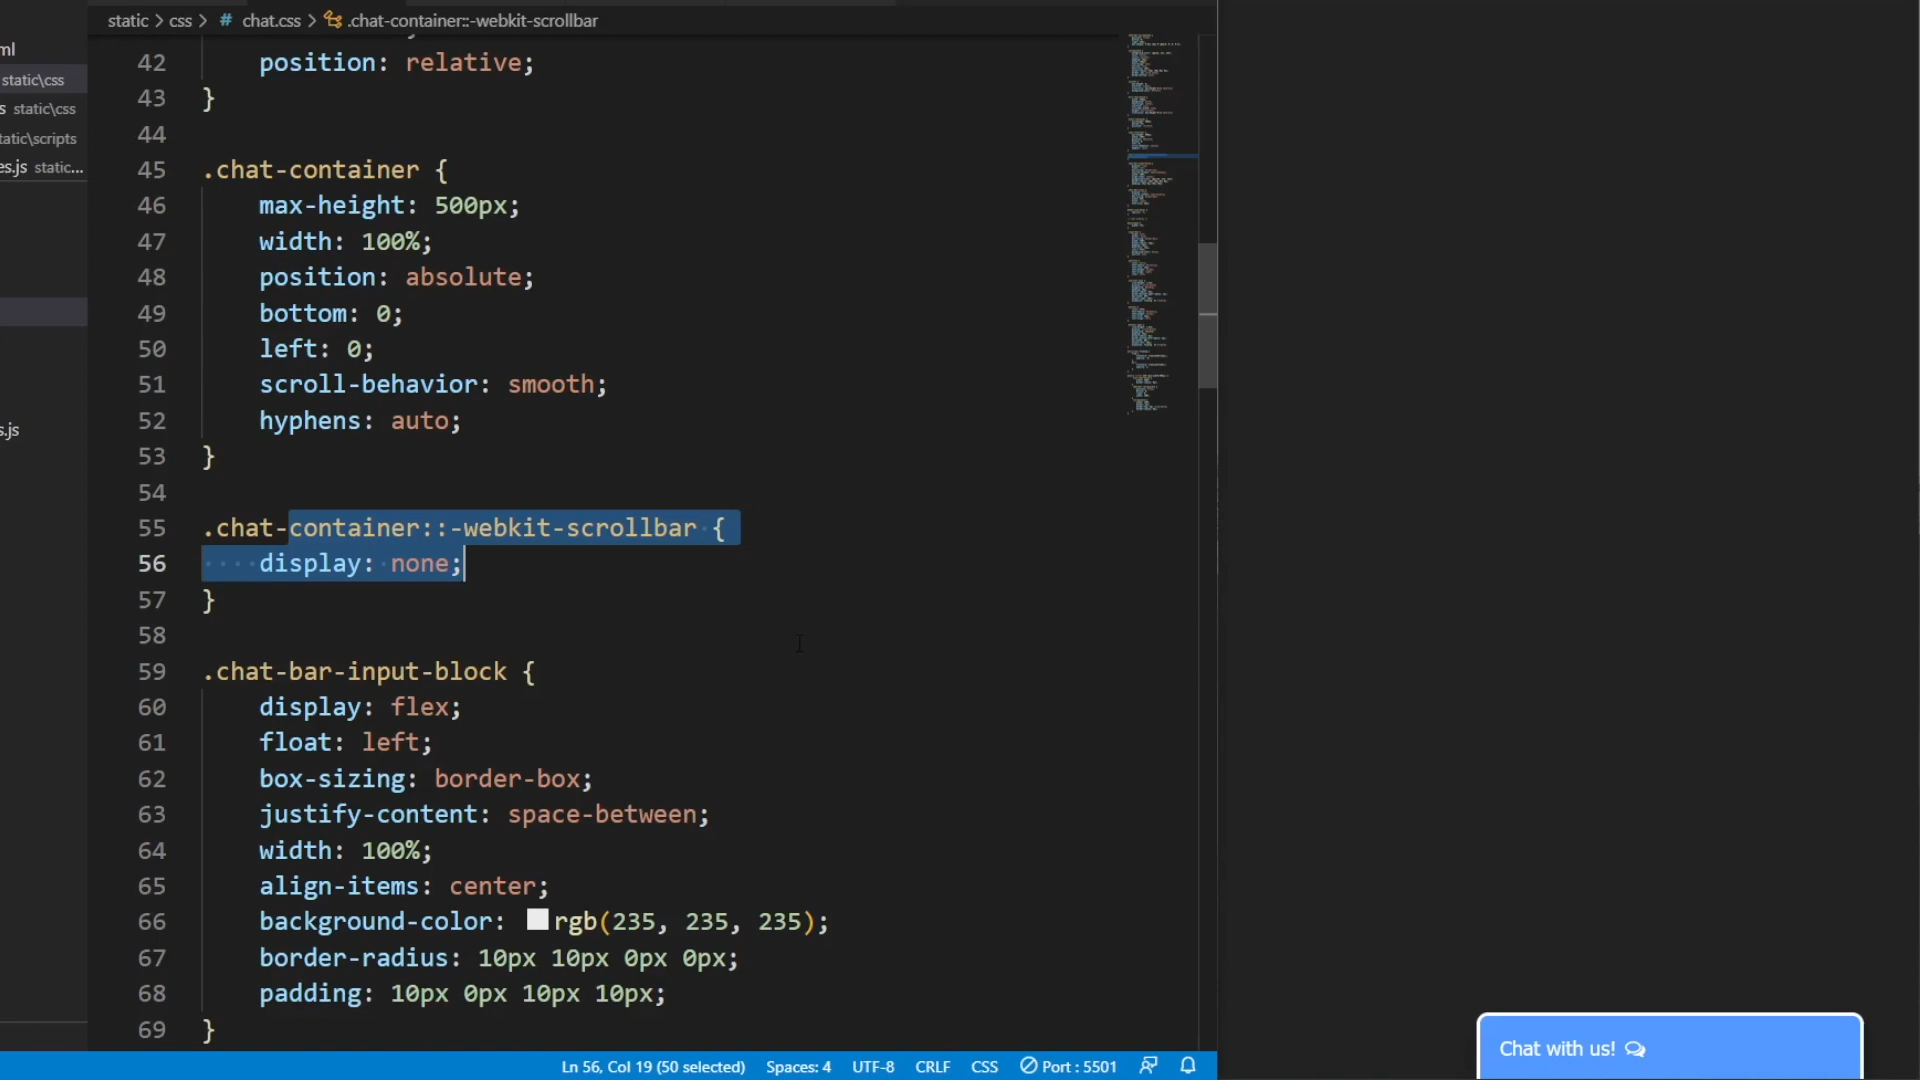 static > css > # chat.css > .chat-container::-webkit-scrollbar
ml
static\css
s static\css
tatic\scripts
es.js static...
s.js
42 position: relative;
43 }
44
45 .chat-container {
46 max-height: 500px;
47 width: 100%;
48 position: absolute;
49 bottom: 0;
50 left: 0;
51 scroll-behavior: smooth;
52 hyphens: auto;
53 }
54
55 .chat-container::-webkit-scrollbar {
56 display: none;
57 }
58
59 .chat-bar-input-block {
60 display: flex;
61 float: left;
62 box-sizing: border-box;
63 justify-content: space-between;
64 width: 100%;
65 align-items: center;
66 background-color: rgb(235, 235, 235);
67 border-radius: 10px 10px 0px 0px;
68 padding: 10px 0px 10px 10px;
69 }
Chat with us!
Ln 56, Col 19 (50 selected) Spaces: 4 UTF-8 CRLF CSS Port : 5501